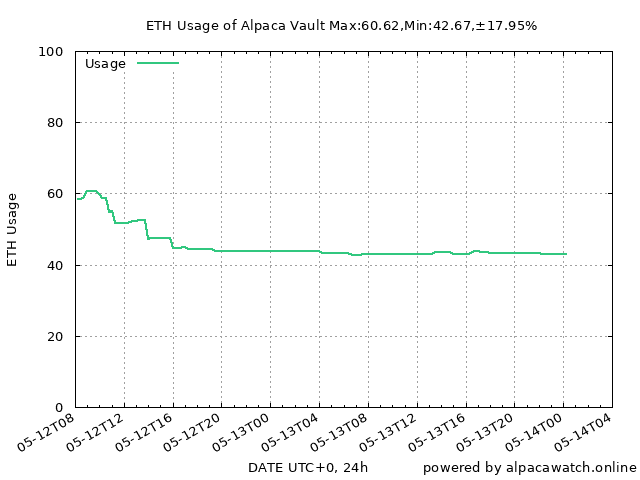 ETH Usage of Alpaca Vault Max:60.62,Min:42.67,±17.95%
Usage
100
80
60
40
20
0
ETH Usage
05-12T08
05-12T12
05-12T16
05-12T20
05-13T00
05-13T04
05-13T08
05-13T12
05-13T16
05-13T20
05-14T00
05-14T04
DATE UTC+0, 24h
powered by alpacawatch.online